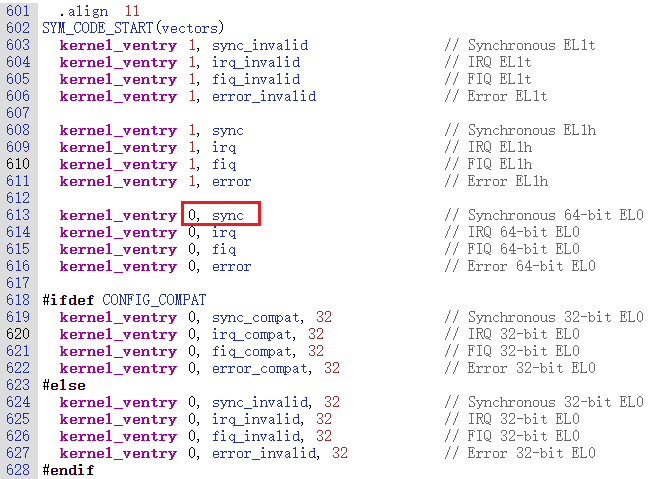 601   .align  11
602 SYM_CODE_START(vectors)
603   kernel_ventry 1, sync_invalid // Synchronous EL1t
604   kernel_ventry 1, irq_invalid // IRQ EL1t
605   kernel_ventry 1, fiq_invalid // FIQ EL1t
606   kernel_ventry 1, error_invalid // Error EL1t
607
608   kernel_ventry 1, sync // Synchronous EL1h
609   kernel_ventry 1, irq // IRQ EL1h
610   kernel_ventry 1, fiq // FIQ EL1h
611   kernel_ventry 1, error // Error EL1h
612
613   kernel_ventry 0, sync // Synchronous 64-bit EL0
614   kernel_ventry 0, irq // IRQ 64-bit EL0
615   kernel_ventry 0, fiq // FIQ 64-bit EL0
616   kernel_ventry 0, error // Error 64-bit EL0
617
618 #ifdef CONFIG_COMPAT
619   kernel_ventry 0, sync_compat, 32 // Synchronous 32-bit EL0
620   kernel_ventry 0, irq_compat, 32 // IRQ 32-bit EL0
621   kernel_ventry 0, fiq_compat, 32 // FIQ 32-bit EL0
622   kernel_ventry 0, error_compat, 32 // Error 32-bit EL0
623 #else
624   kernel_ventry 0, sync_invalid, 32 // Synchronous 32-bit EL0
625   kernel_ventry 0, irq_invalid, 32 // IRQ 32-bit EL0
626   kernel_ventry 0, fiq_invalid, 32 // FIQ 32-bit EL0
627   kernel_ventry 0, error_invalid, 32 // Error 32-bit EL0
628 #endif